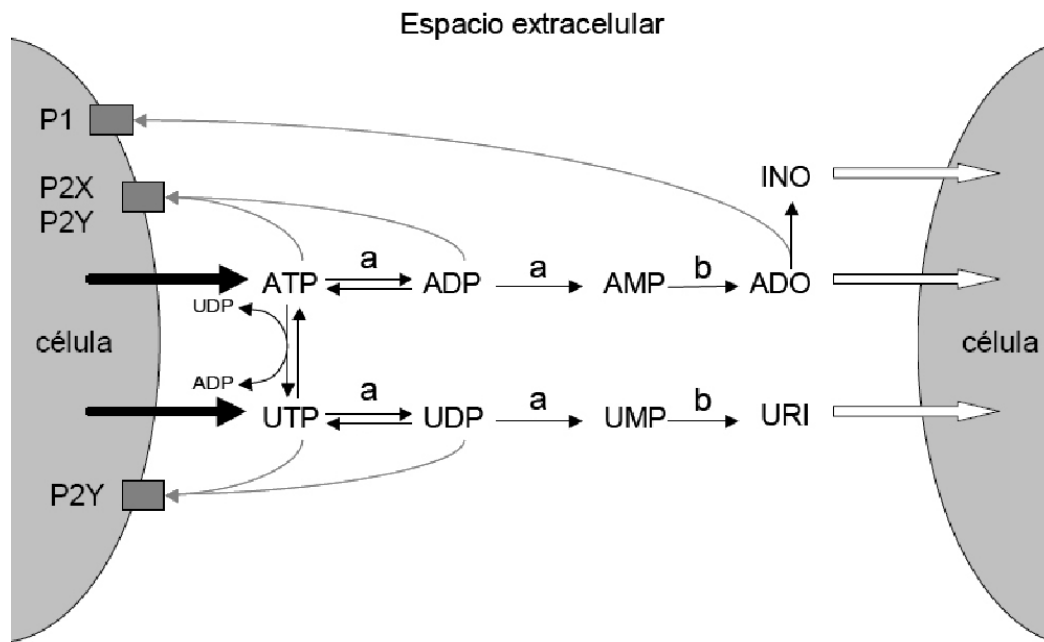 Espacio extracelular
P1
P2X
P2Y
INO
a
a
b
ATP
ADP
AMP
ADO
UDP
célula
célula
ADP
a
a
b
UTP
UDP
UMP
URI
P2Y